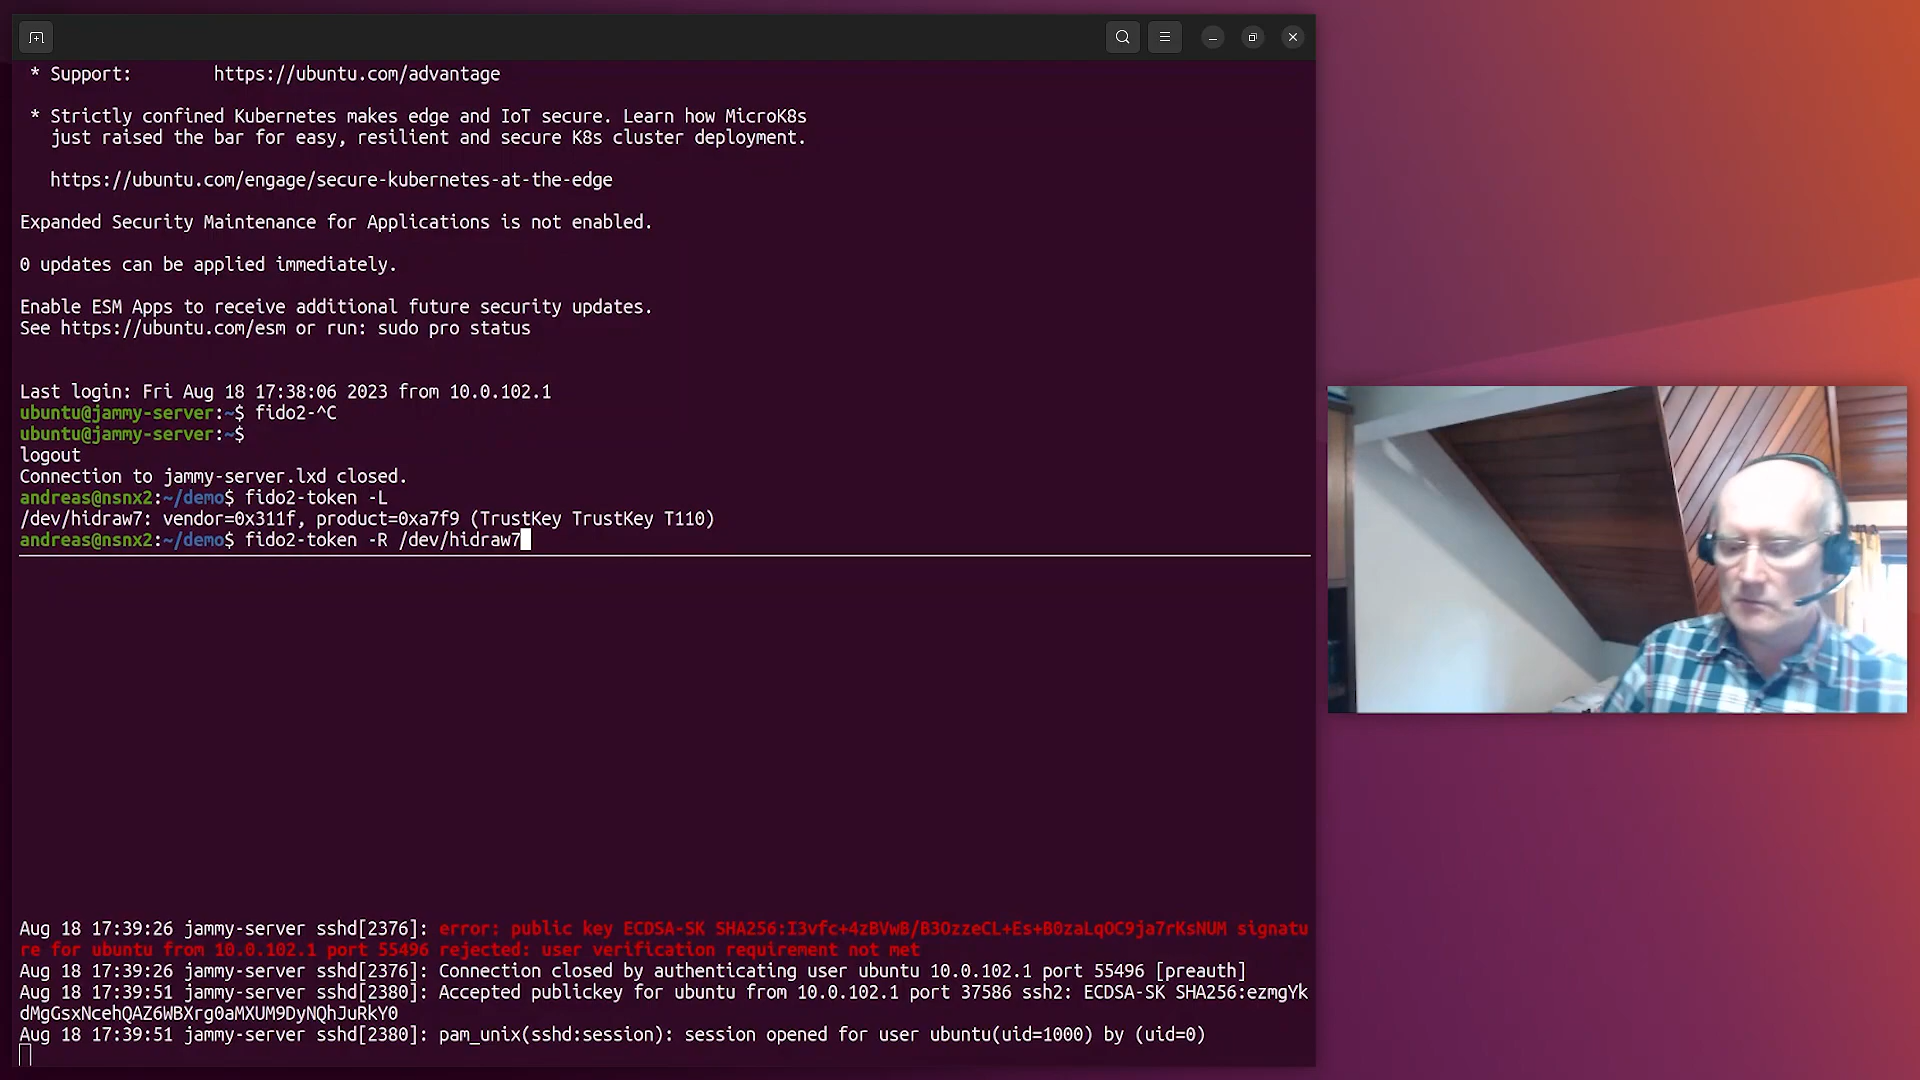 * Support:        https://ubuntu.com/advantage
* Strictly confined Kubernetes makes edge and IoT secure. Learn how MicroK8s
just raised the bar for easy, resilient and secure K8s cluster deployment.
https://ubuntu.com/engage/secure-kubernetes-at-the-edge
Expanded Security Maintenance for Applications is not enabled.
0 updates can be applied immediately.
Enable ESM Apps to receive additional future security updates.
See https://ubuntu.com/esm or run: sudo pro status
Last login: Fri Aug 18 17:38:06 2023 from 10.0.102.1
ubuntu@jammy-server:~$ fido2-^C
ubuntu@jammy-server:~$
logout
Connection to jammy-server.lxd closed.
andreas@nsnx2:~/demo$ fido2-token -L
/dev/hidraw7: vendor=0x311f, product=0xa7f9 (TrustKey TrustKey T110)
andreas@nsnx2:~/demo$ fido2-token -R /dev/hidraw7
Aug 18 17:39:26 jammy-server sshd[2376]: error: public key ECDSA-SK SHA256:I3vfc+4zBVwB/B3OzzeCL+Es+B0zaLqOC9ja7rKsNUM signatu
re for ubuntu from 10.0.102.1 port 55496 rejected: user verification requirement not met
Aug 18 17:39:26 jammy-server sshd[2376]: Connection closed by authenticating user ubuntu 10.0.102.1 port 55496 [preauth]
Aug 18 17:39:51 jammy-server sshd[2380]: Accepted publickey for ubuntu from 10.0.102.1 port 37586 ssh2: ECDSA-SK SHA256:ezmgYk
dMgGsxNcehQAZ6WBXrg0aMXUM9DyNQhJuRkY0
Aug 18 17:39:51 jammy-server sshd[2380]: pam_unix(sshd:session): session opened for user ubuntu(uid=1000) by (uid=0)